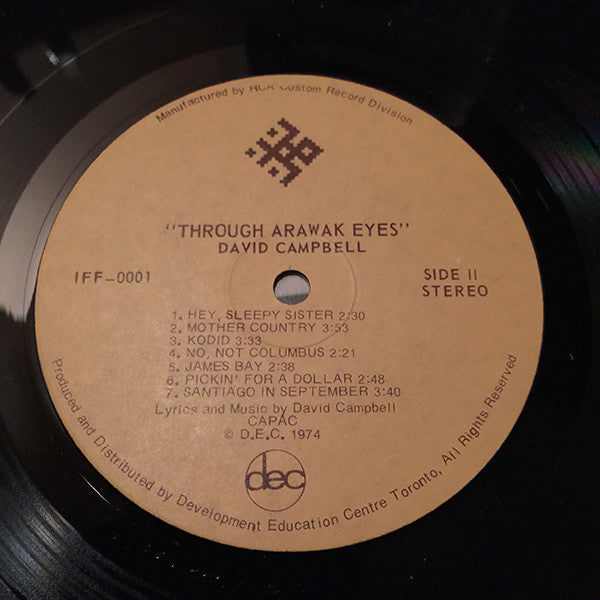 Manufactured by RCA Custom Record Division
"THROUGH ARAWAK EYES"
DAVID CAMPBELL
IFF-0001
SIDE II
STEREO
1. HEY, SLEEPY SISTER 2:30
2. MOTHER COUNTRY 3:53
3. KODID 3:33
4. NO, NOT COLUMBUS 2:21
5. JAMES BAY 2:38
6. PICKIN' FOR A DOLLAR 2:48
7. SANTIAGO IN SEPTEMBER 3:40
Lyrics and Music by David Campbell
CAPAC
© D.E.C. 1974
dec
Produced and Distributed by Development Education Centre Toronto, All Rights Reserved